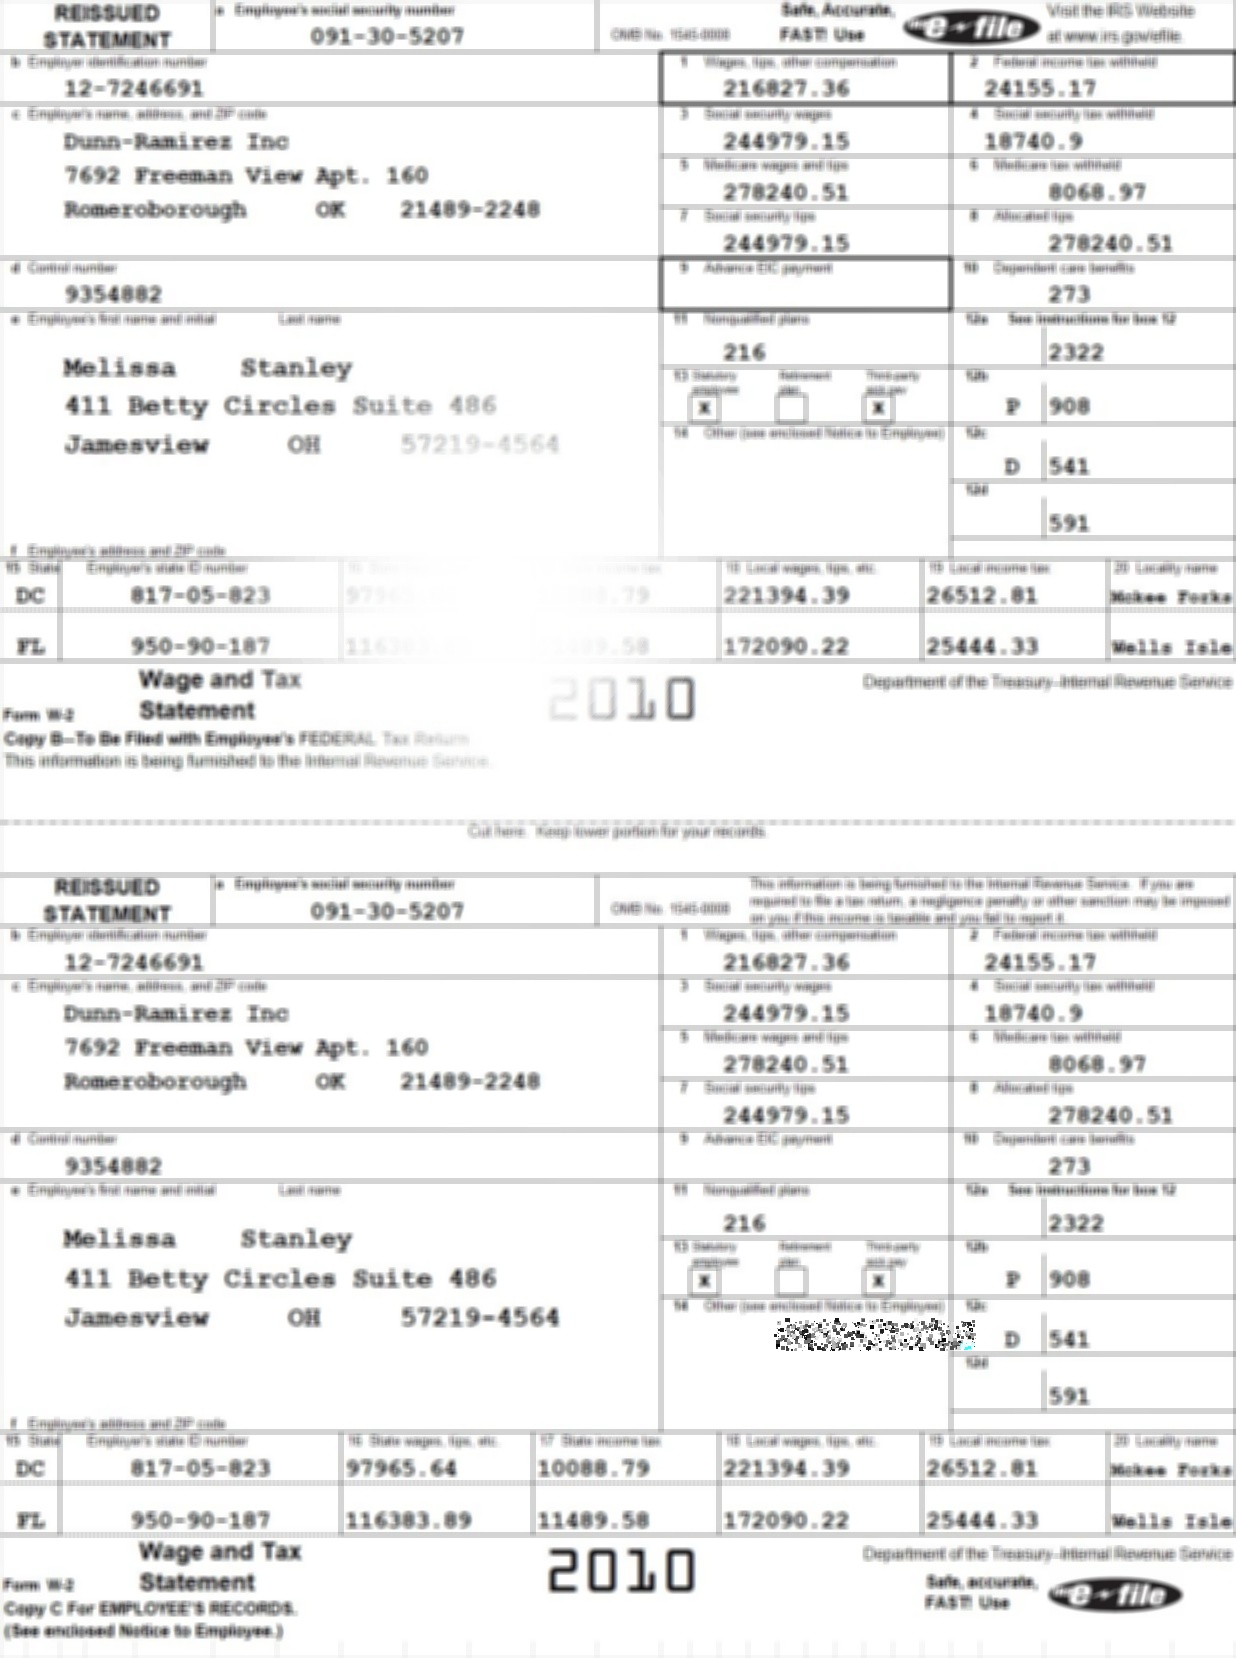 REISSUED STATEMENT
a Employee's social security number
091-30-5207
OMB No. 1545-0008
Safe, Accurate, FAST! Use
e-file
Visit the IRS Website at www.irs.gov/efile.
b Employer identification number
12-7246691
1 Wages, tips, other compensation
216827.36
2 Federal income tax withheld
24155.17
c Employer's name, address, and ZIP code
Dunn-Ramirez Inc
7692 Freeman View Apt. 160
Romeroborough OK 21489-2248
3 Social security wages
244979.15
4 Social security tax withheld
18740.9
5 Medicare wages and tips
278240.51
6 Medicare tax withheld
8068.97
7 Social security tips
244979.15
8 Allocated tips
278240.51
d Control number
9354882
9 Advance EIC payment
10 Dependent care benefits
273
e Employee's first name and initial Last name
Melissa Stanley
411 Betty Circles Suite 486
Jamesview OH 57219-4564
11 Nonqualified plans
216
12a See instructions for box 12
2322
13 Statutory employee Retirement plan Third-party sick pay
X X
12b
P 908
14 Other (see enclosed Notice to Employee)
12c
D 541
12d
591
f Employee's address and ZIP code
15 State Employer's state ID number 18 Local wages, tips, etc. 19 Local income tax 20 Locality name
DC 817-05-823 221394.39 26512.81 Mckee Forks
FL 950-90-187 172090.22 25444.33 Wells Isle
Wage and Tax
Statement
Form W-2
2010
Department of the Treasury-Internal Revenue Service
Copy B-To Be Filed with Employee's FEDERAL Tax Return
This information is being furnished to the Internal Revenue Service.
Cut here. Keep lower portion for your records.
REISSUED STATEMENT
a Employee's social security number
091-30-5207
OMB No. 1545-0008
This information is being furnished to the Internal Revenue Service. If you are
required to file a tax return, a negligence penalty or other sanction may be imposed
on you if this income is taxable and you fail to report it.
b Employer identification number
12-7246691
1 Wages, tips, other compensation
216827.36
2 Federal income tax withheld
24155.17
c Employer's name, address, and ZIP code
Dunn-Ramirez Inc
7692 Freeman View Apt. 160
Romeroborough OK 21489-2248
3 Social security wages
244979.15
4 Social security tax withheld
18740.9
5 Medicare wages and tips
278240.51
6 Medicare tax withheld
8068.97
7 Social security tips
244979.15
8 Allocated tips
278240.51
d Control number
9354882
9 Advance EIC payment
10 Dependent care benefits
273
e Employee's first name and initial Last name
Melissa Stanley
411 Betty Circles Suite 486
Jamesview OH 57219-4564
11 Nonqualified plans
216
12a See instructions for box 12
2322
13 Statutory employee Retirement plan Third-party sick pay
X X
12b
P 908
14 Other (see enclosed Notice to Employee)
12c
D 541
12d
591
f Employee's address and ZIP code
15 State Employer's state ID number 16 State wages, tips, etc. 17 State income tax 18 Local wages, tips, etc. 19 Local income tax 20 Locality name
DC 817-05-823 97965.64 10088.79 221394.39 26512.81 Mckee Forks
FL 950-90-187 116383.89 11489.58 172090.22 25444.33 Wells Isle
Wage and Tax
Statement
Form W-2
2010
Department of the Treasury-Internal Revenue Service
Safe, accurate, FAST! Use
e-file
Copy C For EMPLOYEE'S RECORDS.
(See enclosed Notice to Employee.)